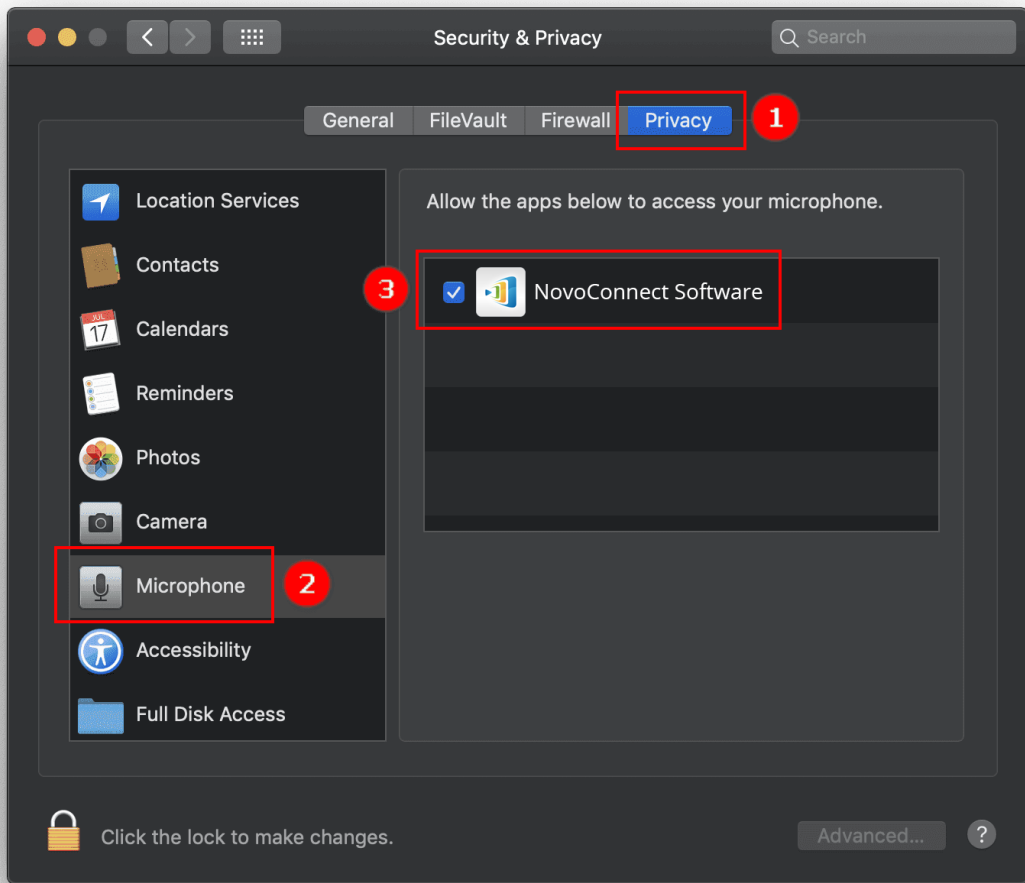 Security & Privacy
Search
General
FileVault
Firewall
Privacy
1
Location Services
Contacts
JUL
17
Calendars
Reminders
Photos
Camera
Microphone
2
Accessibility
Full Disk Access
Allow the apps below to access your microphone.
3
NovoConnect Software
Click the lock to make changes.
Advanced...
?